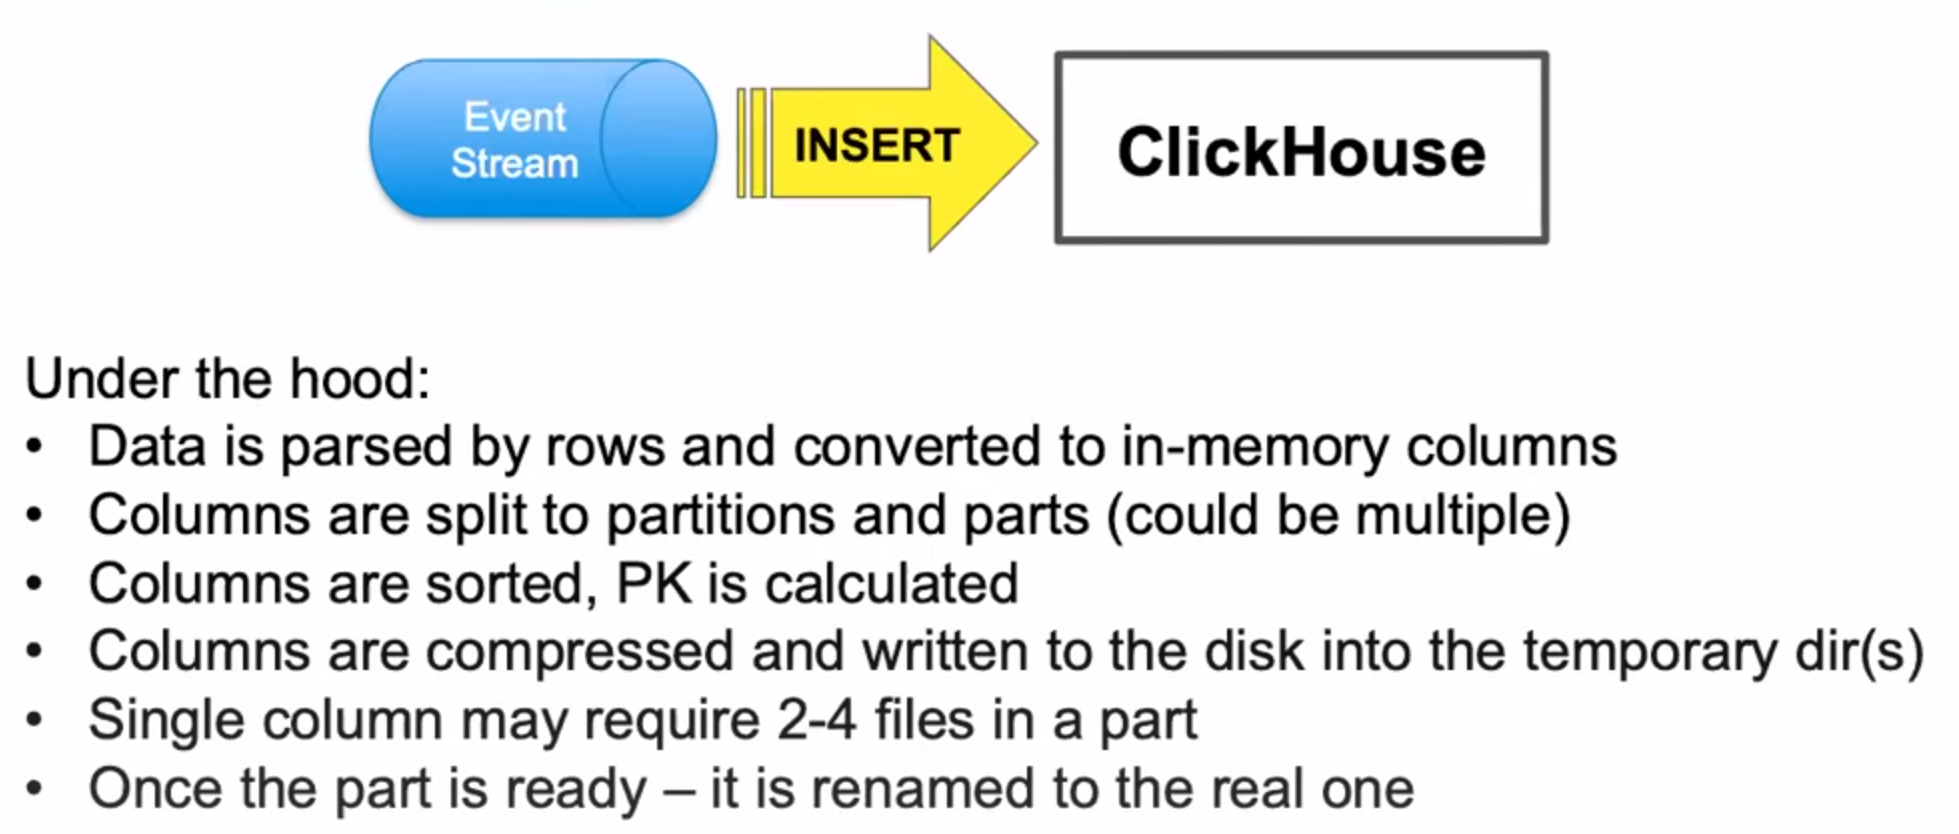 Event
Stream
INSERT
ClickHouse
Under the hood:
• Data is parsed by rows and converted to in-memory columns
• Columns are split to partitions and parts (could be multiple)
• Columns are sorted, PK is calculated
• Columns are compressed and written to the disk into the temporary dir(s)
• Single column may require 2-4 files in a part
• Once the part is ready – it is renamed to the real one